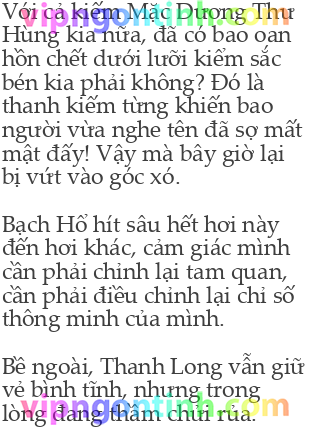 Với cả kiếm Mặc Dương Thư
Hùng kia nữa, đã có bao oan
hồn chết dưới lưỡi kiếm sắc
bén kia phải không? Đó là
thanh kiếm từng khiến bao
người vừa nghe tên đã sợ mất
mật đấy! Vậy mà bây giờ lại
bị vứt vào góc xó.
Bạch Hổ hít sâu hết hơi này
đến hơi khác, cảm giác mình
cần phải chỉnh lại tam quan,
cần phải điều chỉnh lại chỉ số
thông minh của mình.
Bề ngoài, Thanh Long vẫn giữ
vẻ bình tĩnh, nhưng trong
lòng đang thầm chửi rủa.
vipngontinh.com
vipngontinh.com